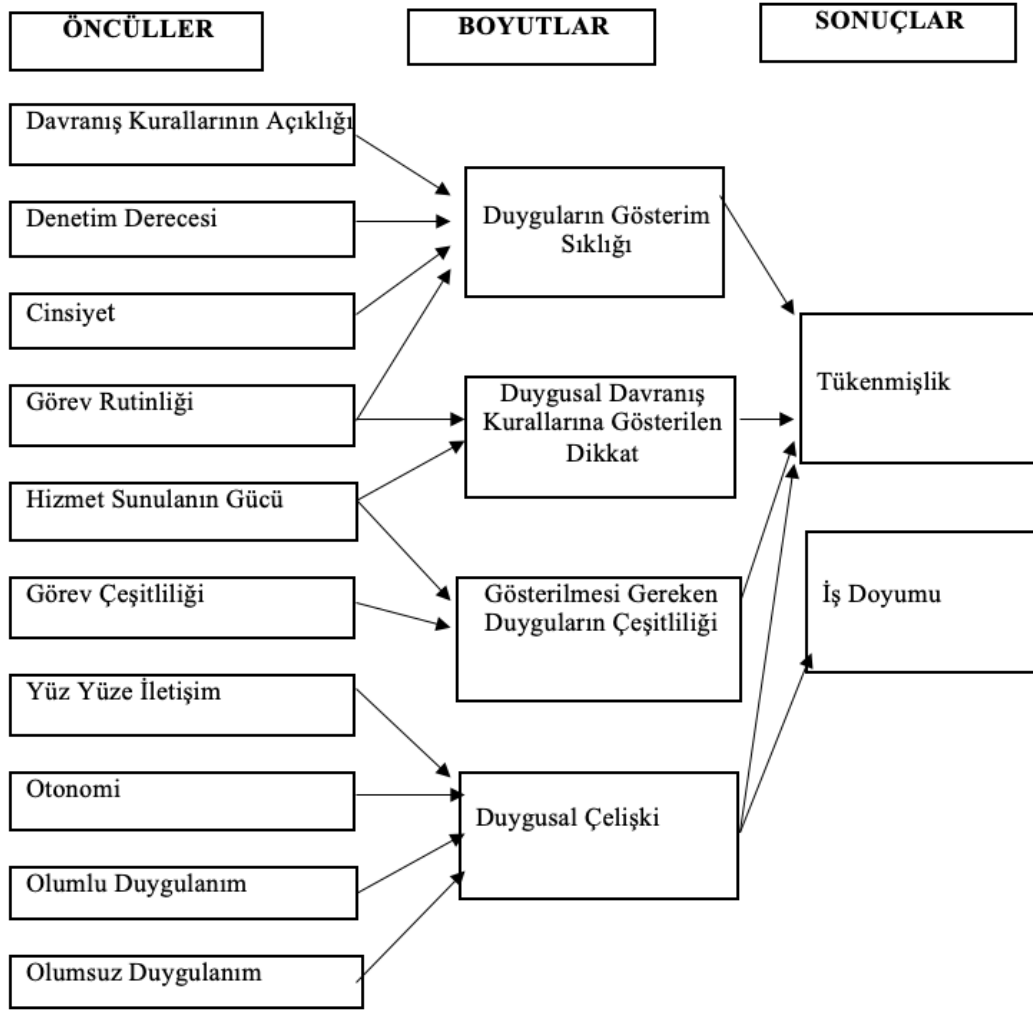 ÖNCÜLLER
BOYUTLAR
SONUÇLAR
Davranış Kurallarının Açıklığı
Denetim Derecesi
Cinsiyet
Görev Rutinliği
Hizmet Sunulanın Gücü
Görev Çeşitliliği
Yüz Yüze İletişim
Otonomi
Olumlu Duygulanım
Olumsuz Duygulanım
Duyguların Gösterim
Sıklığı
Duygusal Davranış
Kurallarına Gösterilen
Dikkat
Gösterilmesi Gereken
Duyguların Çeşitliliği
Duygusal Çelişki
Tükenmişlik
İş Doyumu